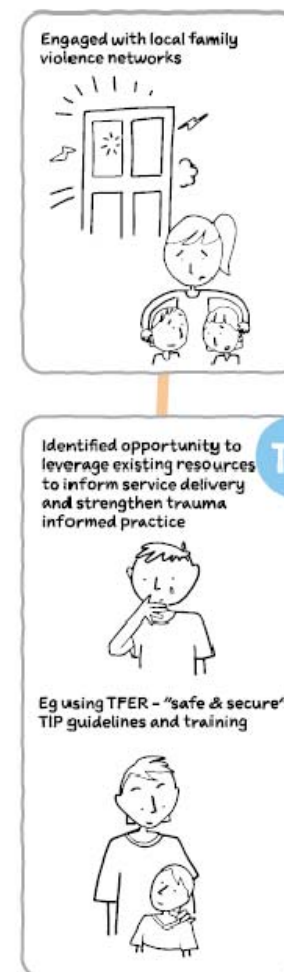 Engaged with local family
violence networks
Identified opportunity to
leverage existing resources
to inform service delivery
and strengthen trauma
informed practice
T
Eg using TFER - "safe & secure"
TIP guidelines and training